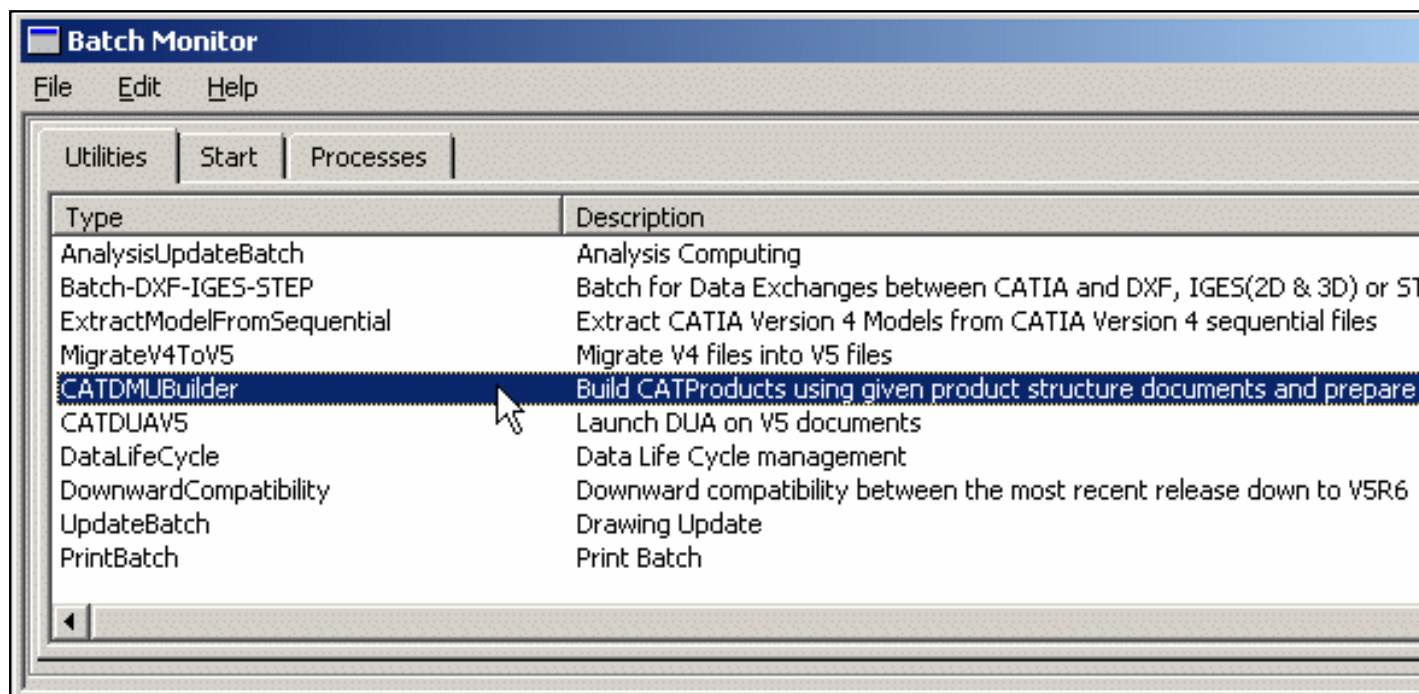 Batch Monitor
File Edit Help
Utilities Start Processes
Type Description
AnalysisUpdateBatch Analysis Computing
Batch-DXF-IGES-STEP Batch for Data Exchanges between CATIA and DXF, IGES(2D & 3D) or
ExtractModelFromSequential Extract CATIA Version 4 Models from CATIA Version 4 sequential files
MigrateV4ToV5 Migrate V4 files into V5 files
CATDMUBuilder Build CATProducts using given product structure documents and prepare
CATDUAV5 Launch DUA on V5 documents
DataLifeCycle Data Life Cycle management
DownwardCompatibility Downward compatibility between the most recent release down to V5R6
UpdateBatch Drawing Update
PrintBatch Print Batch